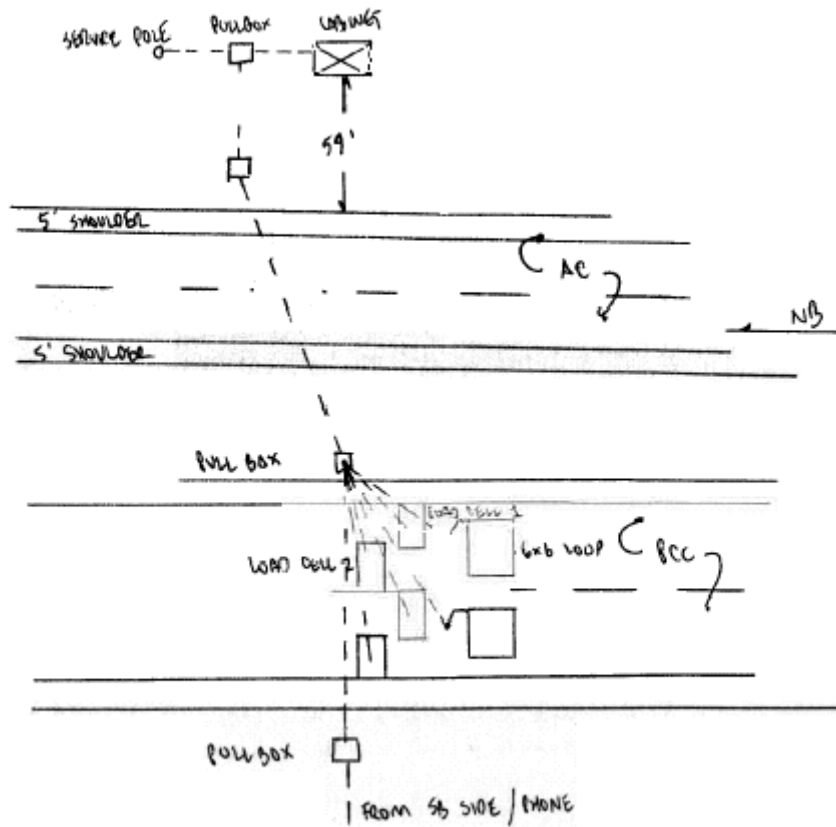 SERVICE POLE
PULLBOX
CABINET
54'
5' SHOULDER
AC
NB
5' SHOULDER
PULL BOX
LOAD CELL 1
LOAD CELL 2
6x6 LOOP
PCC
PULL BOX
FROM SB SIDE / PHONE